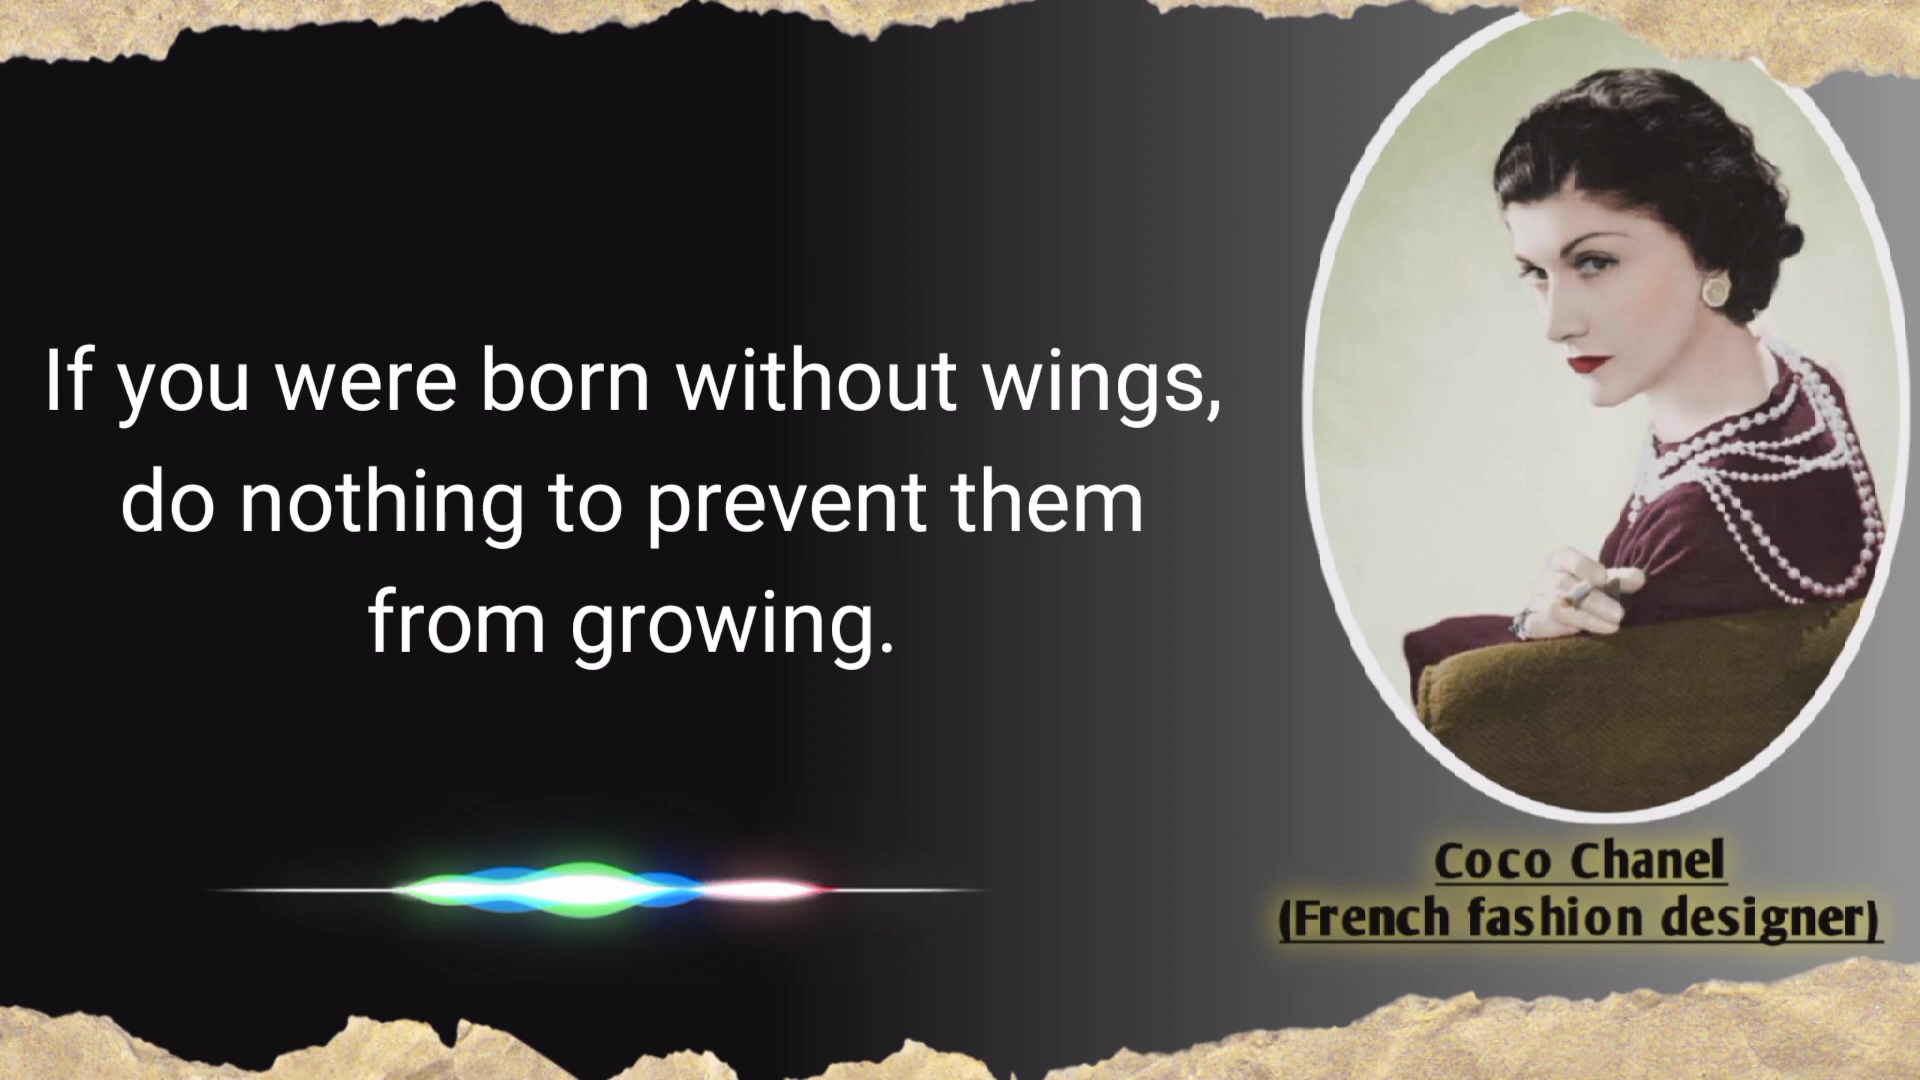 If you were born without wings,
do nothing to prevent them
from growing.
Coco Chanel
(French fashion designer)